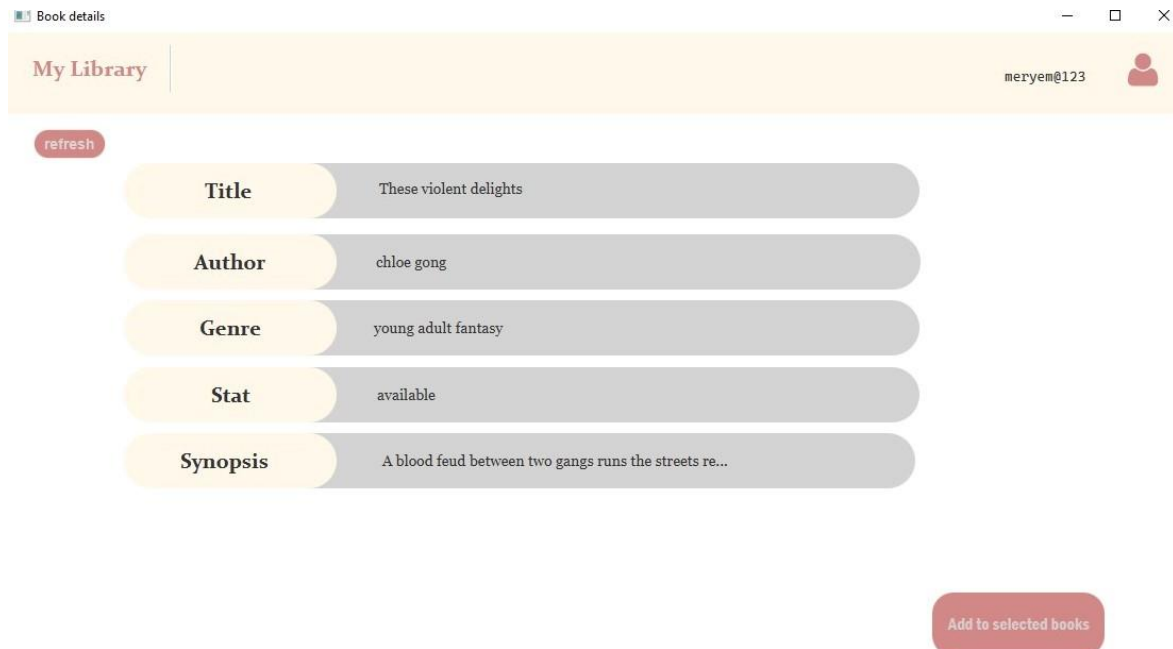 Book details
My Library
meryem@123
refresh
Title These violent delights
Author chloe gong
Genre young adult fantasy
Stat available
Synopsis A blood feud between two gangs runs the streets re...
Add to selected books